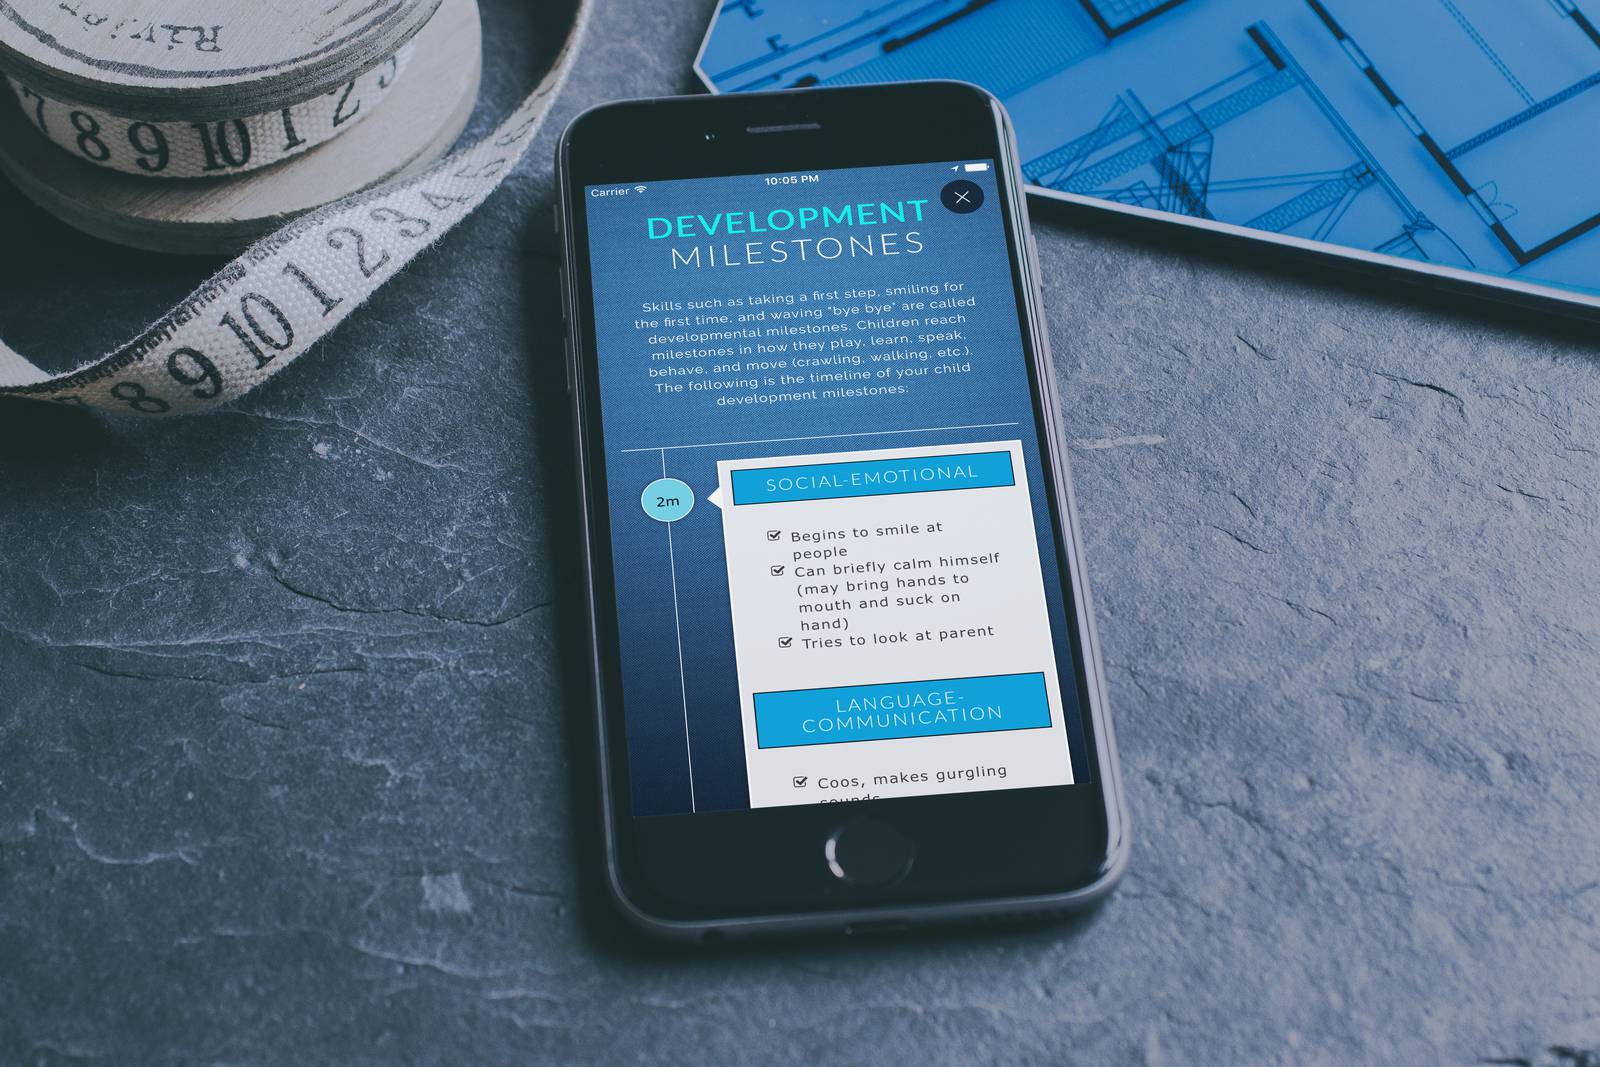 Rivièr
7 8 9 10 1 2 3
8 9 10 1 2 3 4 5
Carrier
10:05 PM
DEVELOPMENT
MILESTONES
Skills such as taking a first step, smiling for
the first time, and waving "bye bye" are called
developmental milestones. Children reach
milestones in how they play, learn, speak,
behave, and move (crawling, walking, etc.).
The following is the timeline of your child
development milestones:
2m
SOCIAL-EMOTIONAL
Begins to smile at
people
Can briefly calm himself
(may bring hands to
mouth and suck on
hand)
Tries to look at parent
LANGUAGE-
COMMUNICATION
Coos, makes gurgling
sounds